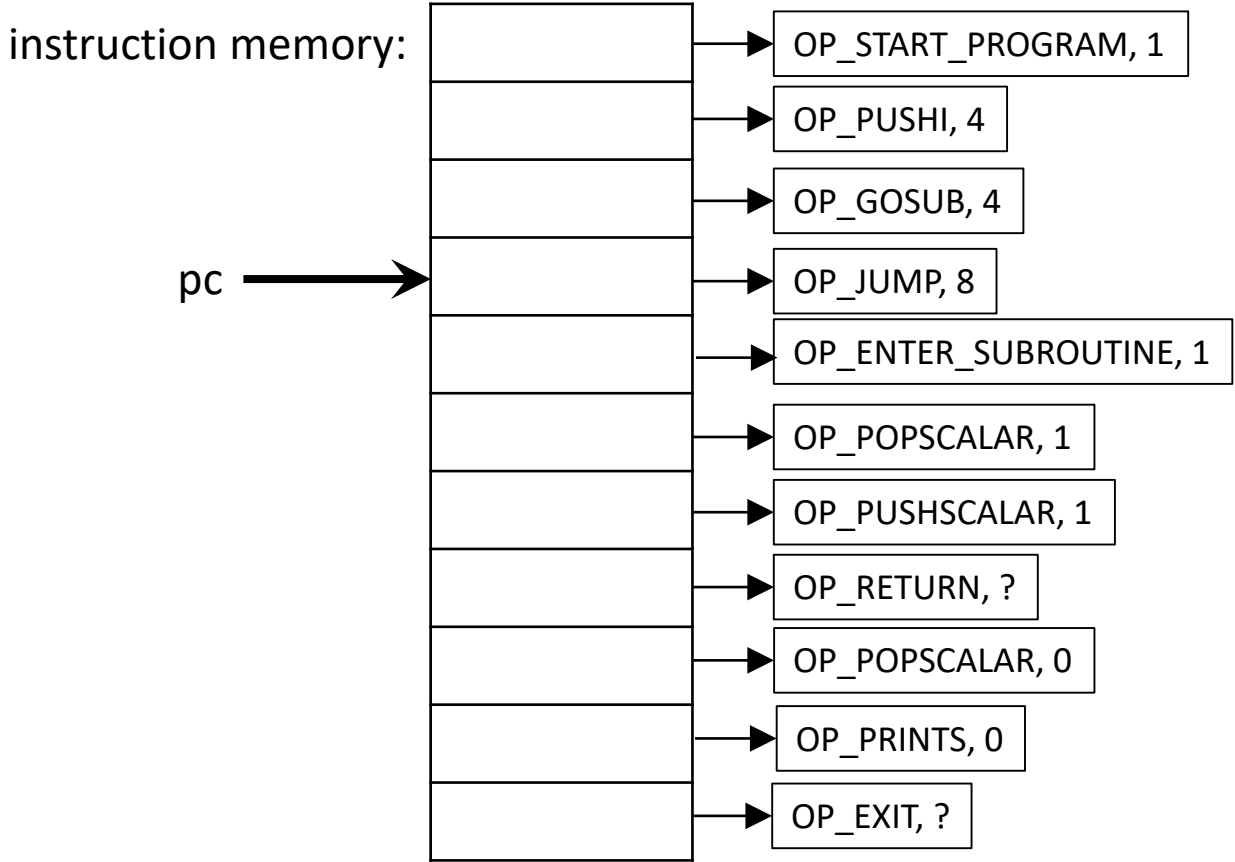 instruction memory:
OP_START_PROGRAM, 1
OP_PUSHI, 4
OP_GOSUB, 4
pc
OP_JUMP, 8
OP_ENTER_SUBROUTINE, 1
OP_POPSCALAR, 1
OP_PUSHSCALAR, 1
OP_RETURN, ?
OP_POPSCALAR, 0
OP_PRINTS, 0
OP_EXIT, ?